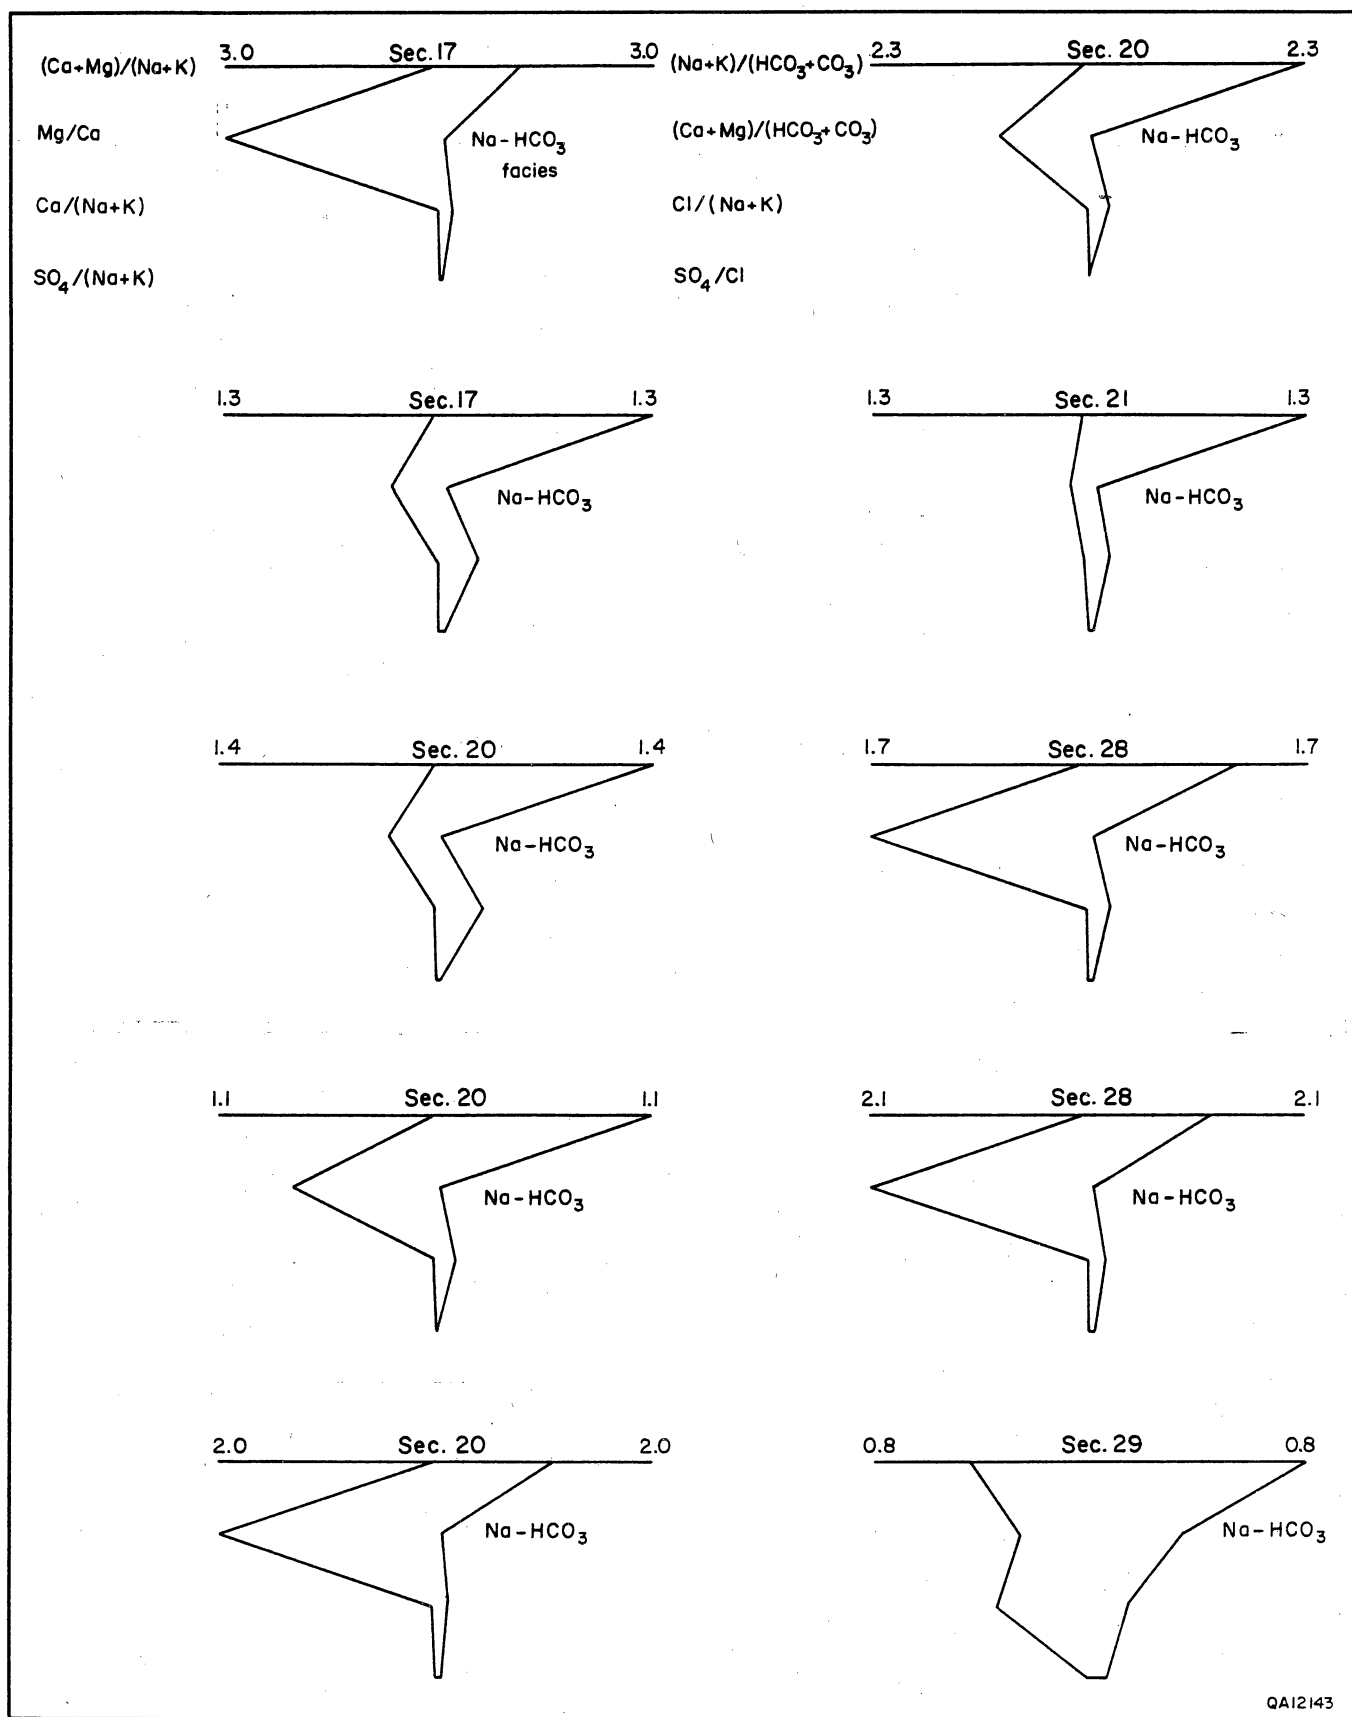 3.0 Sec. 17 3.0
(Ca+Mg)/(Na+K)
Mg/Ca
Ca/(Na+K)
SO4/(Na+K)
Na-HCO3
facies
(Na+K)/(HCO3+CO3)
(Ca+Mg)/(HCO3+CO3)
Cl/(Na+K)
SO4/Cl
2.3 Sec. 20 2.3
Na-HCO3
1.3 Sec. 17 1.3
Na-HCO3
1.3 Sec. 21 1.3
Na-HCO3
1.4 Sec. 20 1.4
Na-HCO3
1.7 Sec. 28 1.7
Na-HCO3
1.1 Sec. 20 1.1
Na-HCO3
2.1 Sec. 28 2.1
Na-HCO3
2.0 Sec. 20 2.0
Na-HCO3
0.8 Sec. 29 0.8
Na-HCO3
QA12143